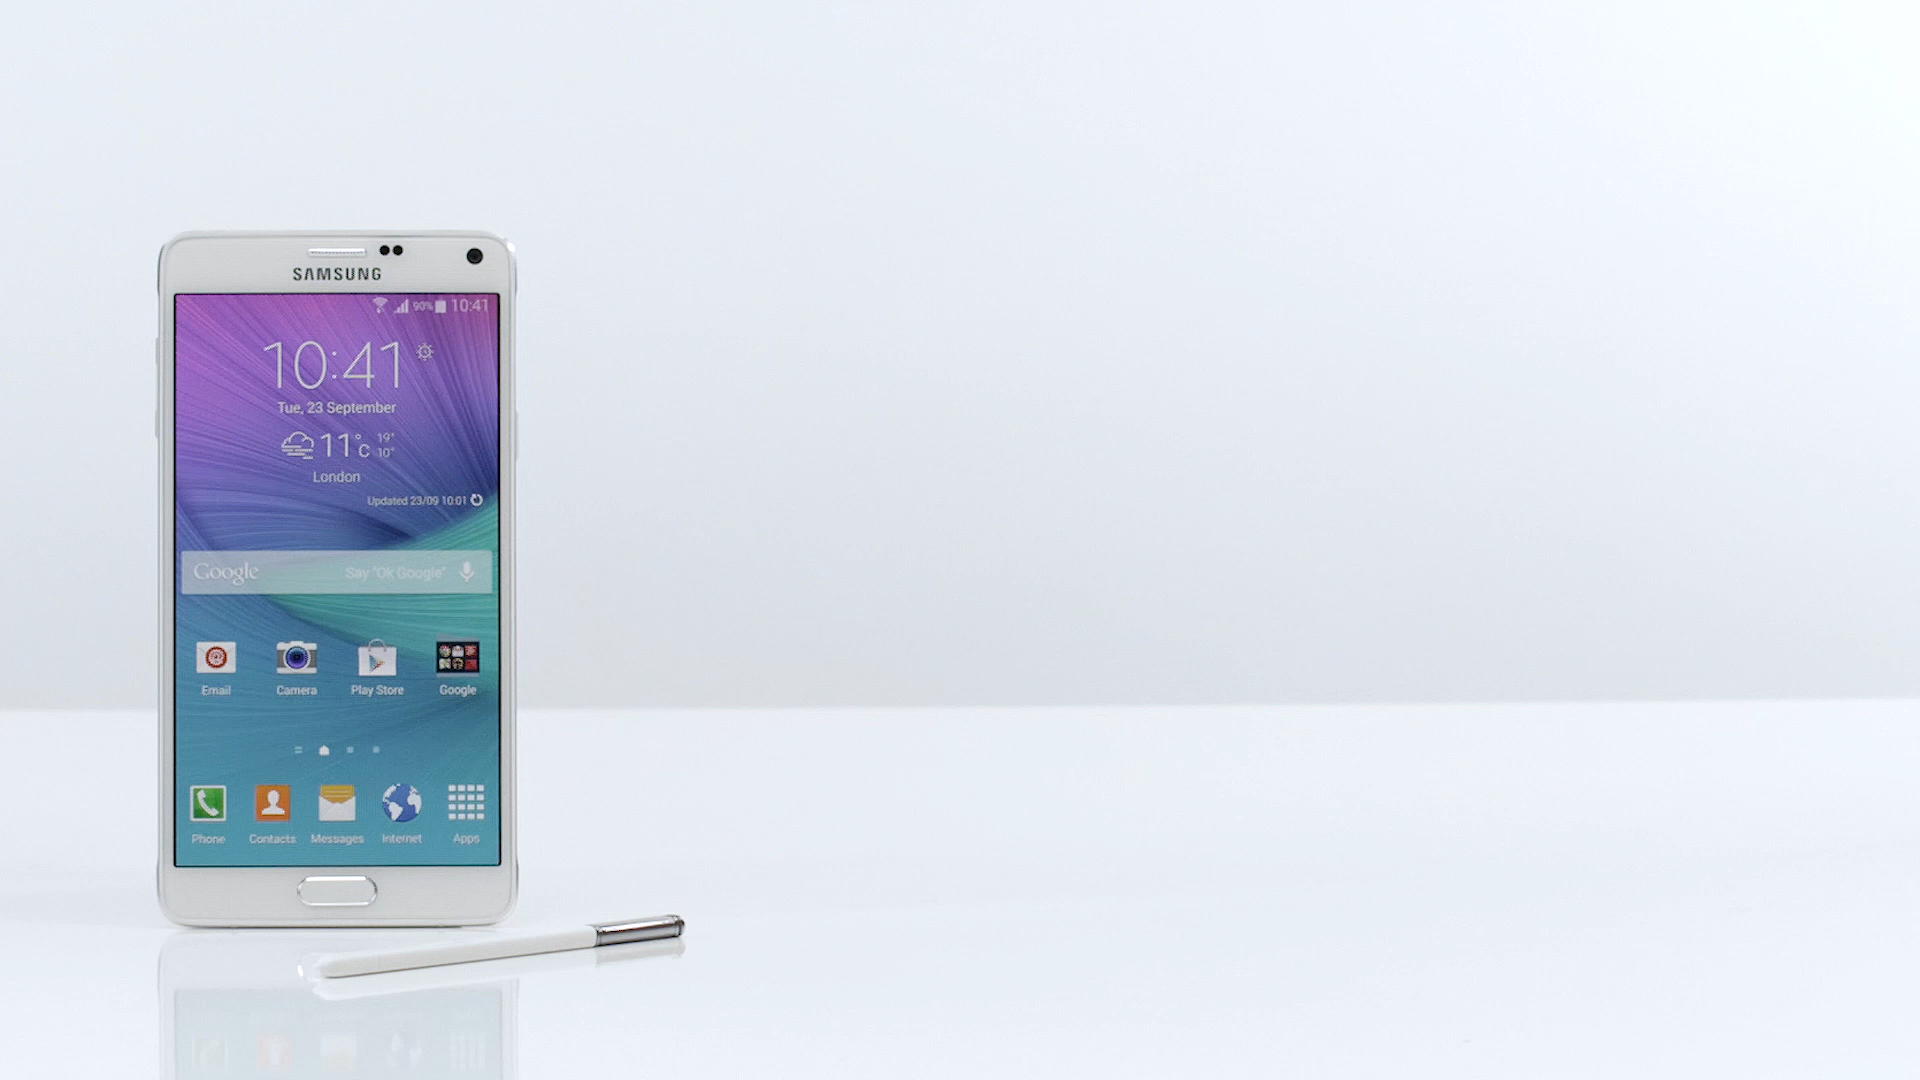 SAMSUNG
90% 10:41
10:41
Tue, 23 September
11°C 19° 10°
London
Updated 23/09 10:01
Google Say "Ok Google"
Email Camera Play Store Google
Phone Contacts Messages Internet Apps